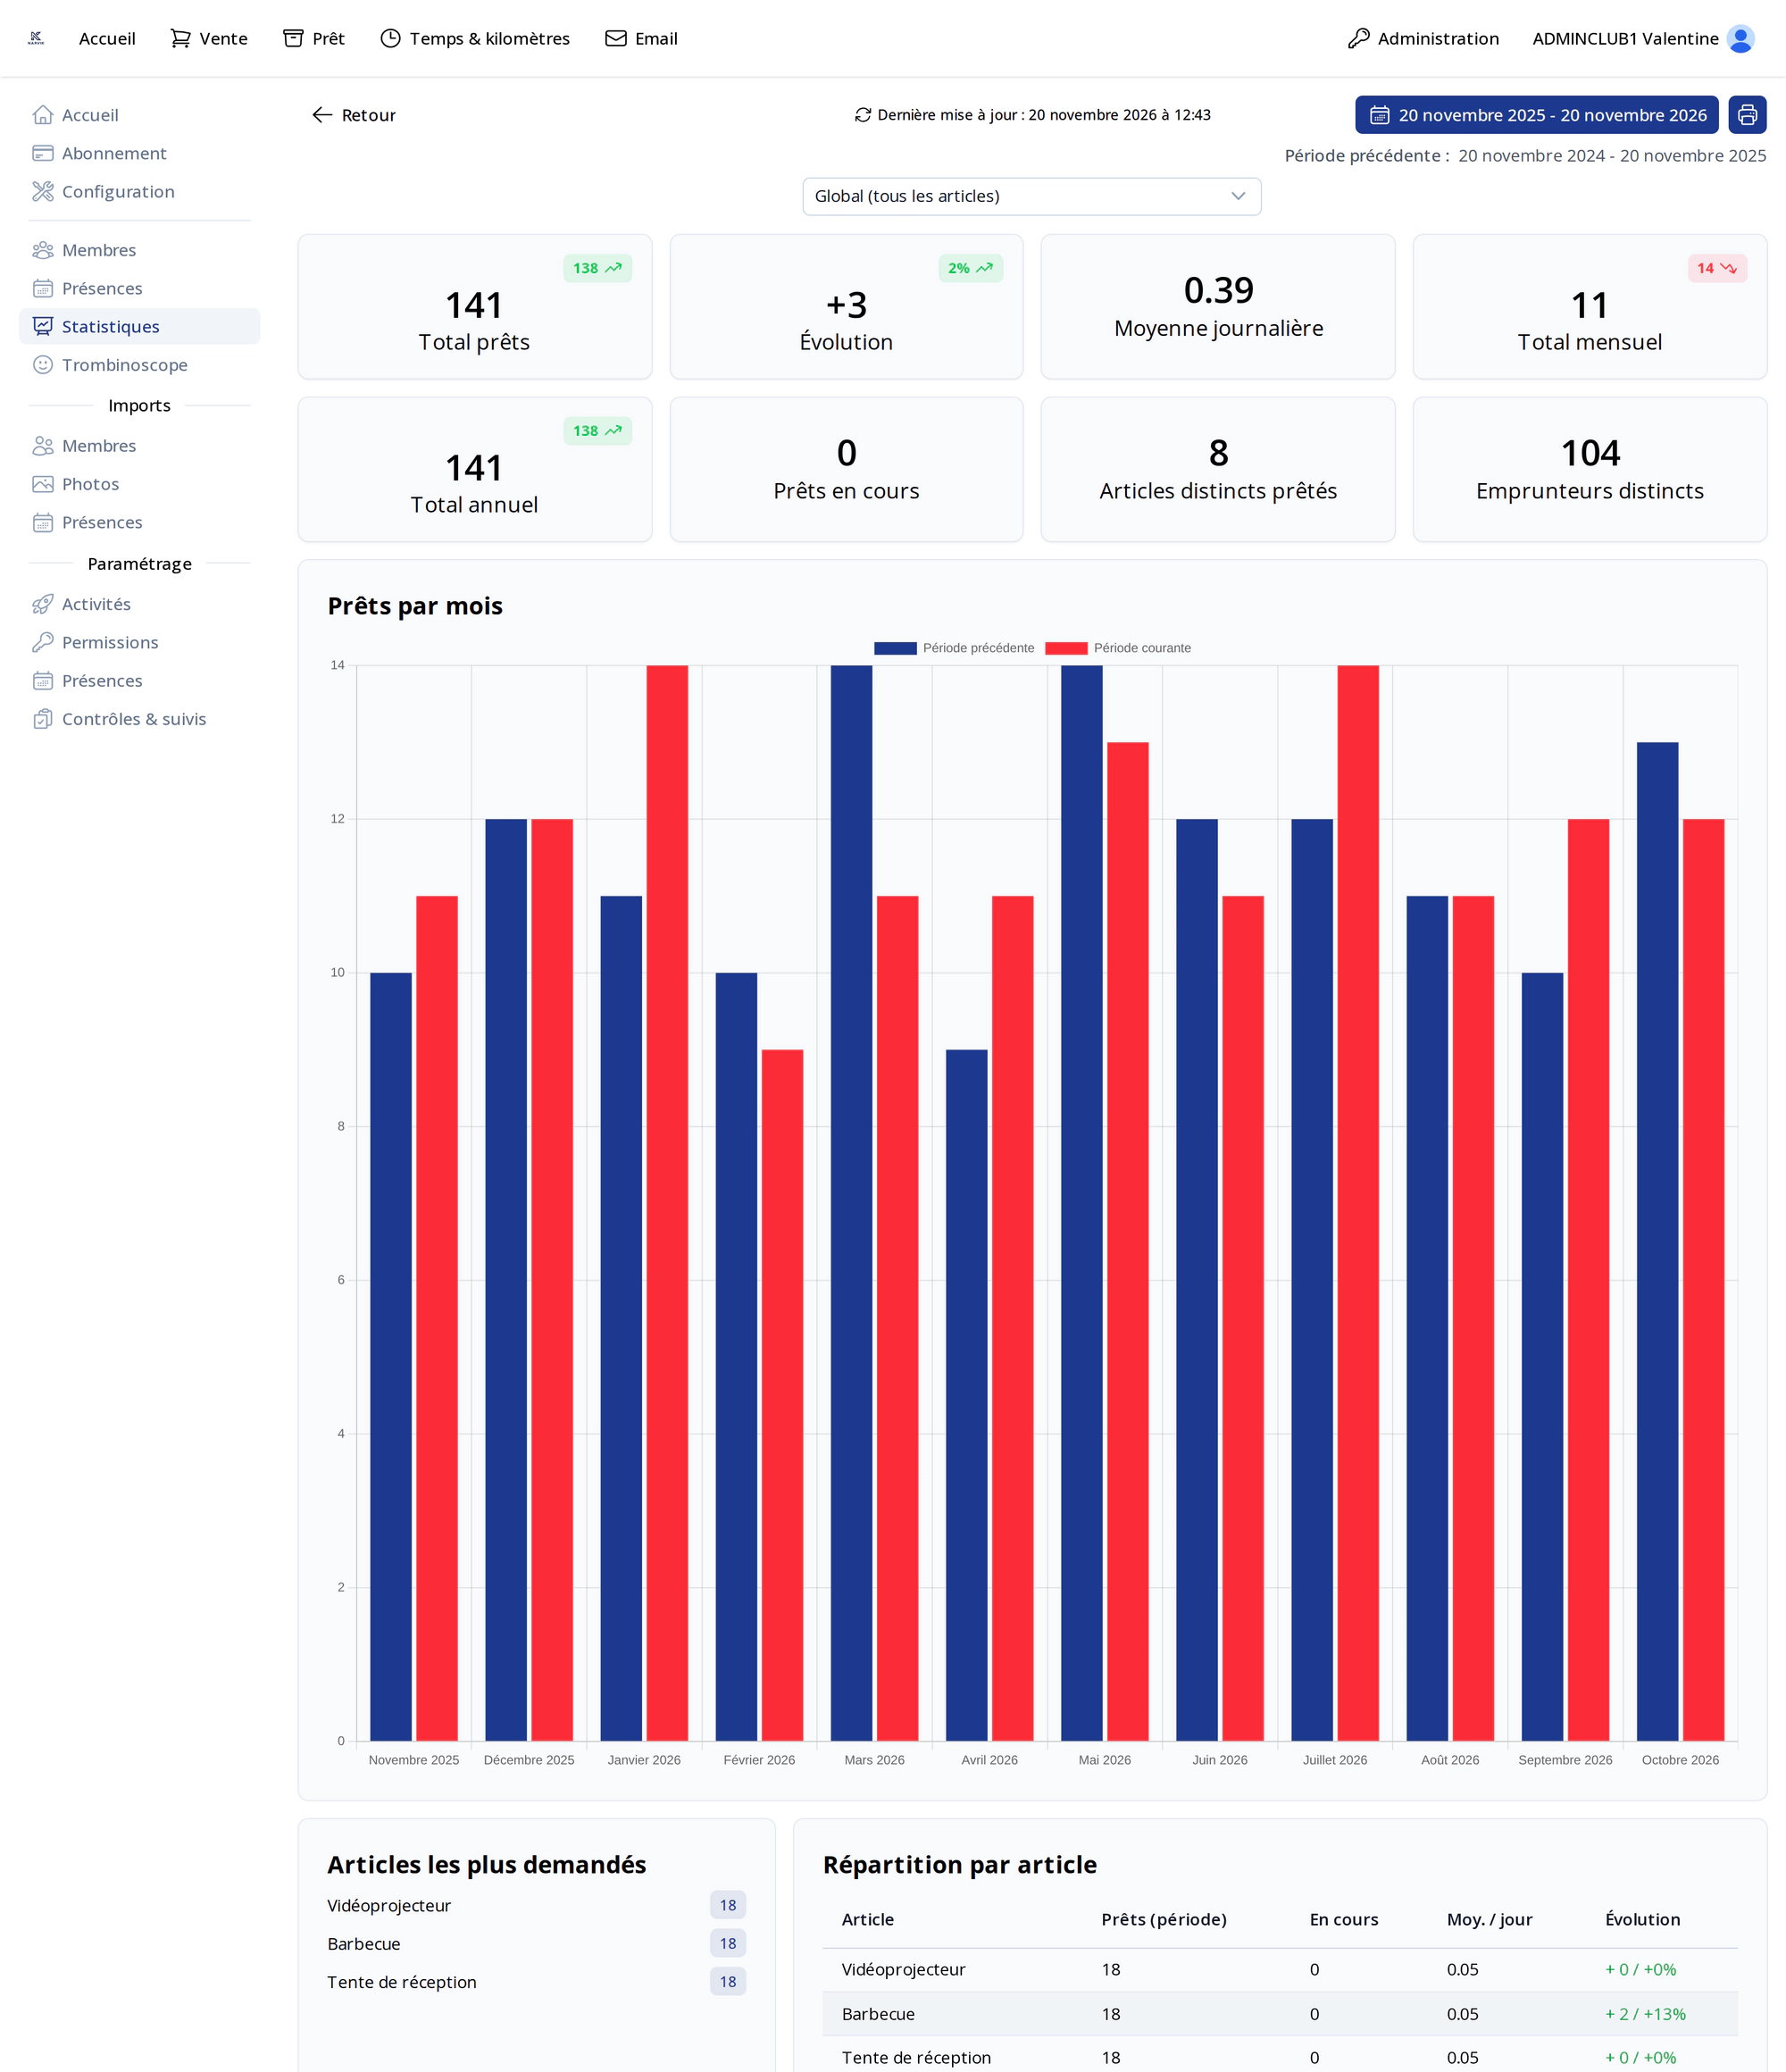 Accueil
Vente
Prêt
Temps & kilomètres
Email
Administration
ADMINCLUB1 Valentine
Accueil
Abonnement
Configuration
Membres
Présences
Statistiques
Trombinoscope
Imports
Membres
Photos
Présences
Paramétrage
Activités
Permissions
Présences
Contrôles & suivis
Retour
Dernière mise à jour : 20 novembre 2026 à 12:43
20 novembre 2025 - 20 novembre 2026
Période précédente : 20 novembre 2024 - 20 novembre 2025
Global (tous les articles)
138
141
Total prêts
2%
+3
Évolution
0.39
Moyenne journalière
14
11
Total mensuel
138
141
Total annuel
0
Prêts en cours
8
Articles distincts prêtés
104
Emprunteurs distincts
Prêts par mois
Période précédente
Période courante
14
12
10
8
6
4
2
0
Novembre 2025
Décembre 2025
Janvier 2026
Février 2026
Mars 2026
Avril 2026
Mai 2026
Juin 2026
Juillet 2026
Août 2026
Septembre 2026
Octobre 2026
Articles les plus demandés
Vidéoprojecteur 18
Barbecue 18
Tente de réception 18
Répartition par article
Article Prêts (période) En cours Moy. / jour Évolution
Vidéoprojecteur 18 0 0.05 + 0 / +0%
Barbecue 18 0 0.05 + 2 / +13%
Tente de réception 18 0 0.05 + 0 / +0%